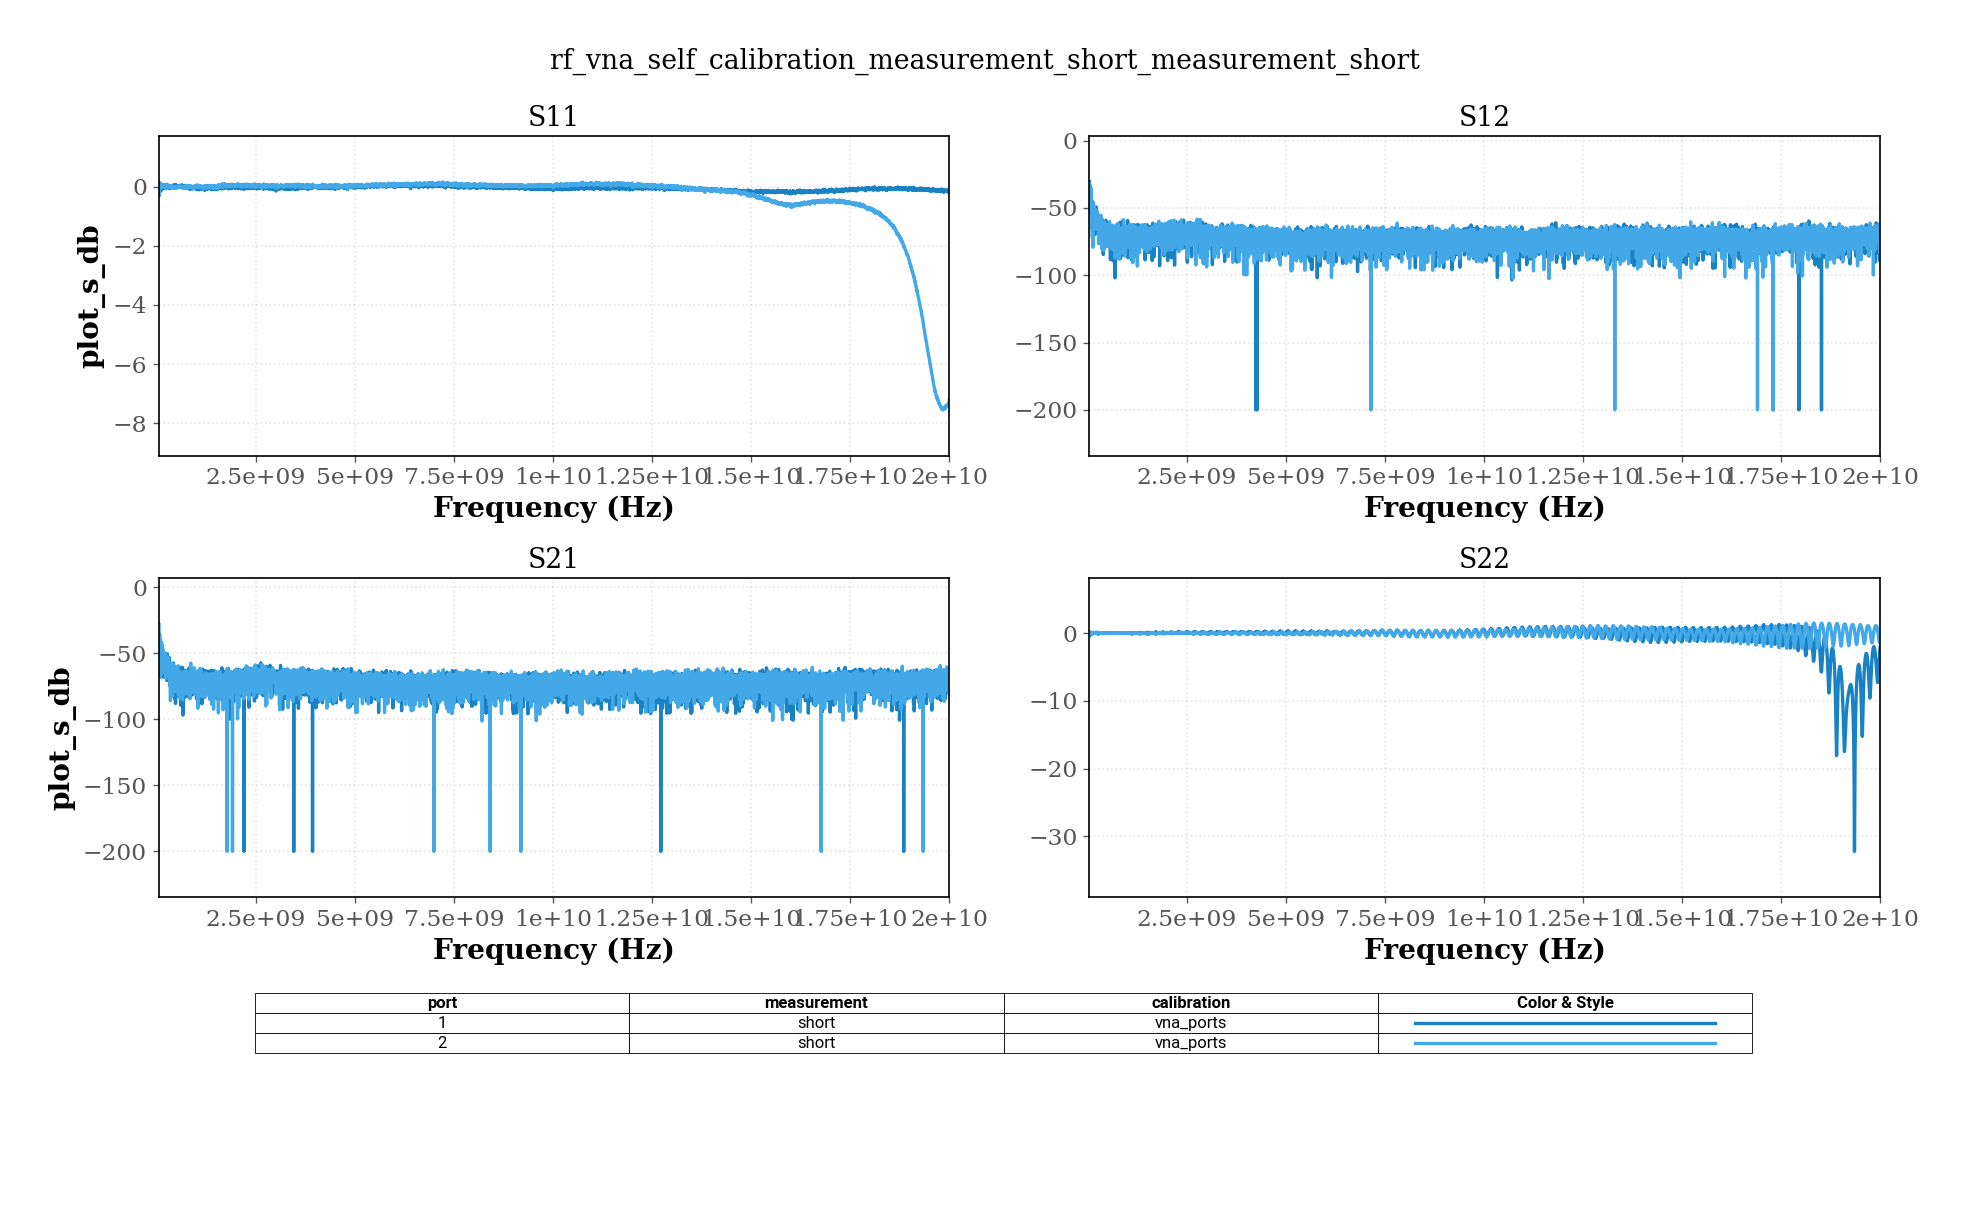 rf_vna_self_calibration_measurement_short_measurement_short
S11
plot_s_db
0
−2
−4
−6
−8
2.5e+09 5e+09 7.5e+09 1e+10 1.25e+10 1.5e+10 1.75e+10 2e+10
Frequency (Hz)
S12
0
−50
−100
−150
−200
2.5e+09 5e+09 7.5e+09 1e+10 1.25e+10 1.5e+10 1.75e+10 2e+10
Frequency (Hz)
S21
plot_s_db
0
−50
−100
−150
−200
2.5e+09 5e+09 7.5e+09 1e+10 1.25e+10 1.5e+10 1.75e+10 2e+10
Frequency (Hz)
S22
0
−10
−20
−30
2.5e+09 5e+09 7.5e+09 1e+10 1.25e+10 1.5e+10 1.75e+10 2e+10
Frequency (Hz)
port measurement calibration Color & Style
1 short vna_ports
2 short vna_ports